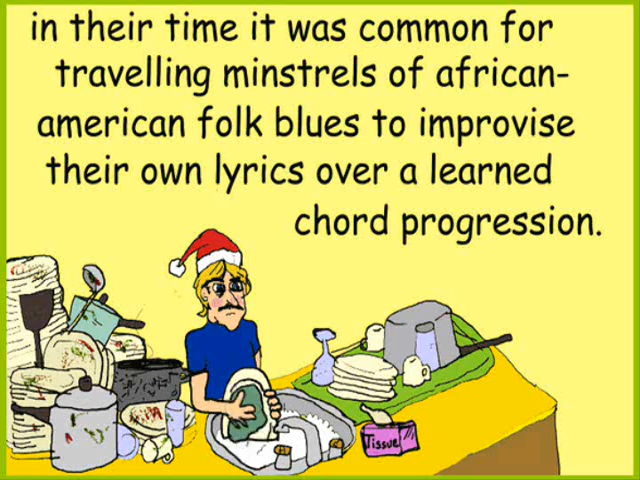 in their time it was common for
travelling minstrels of african-
american folk blues to improvise
their own lyrics over a learned
chord progression.
Tissue